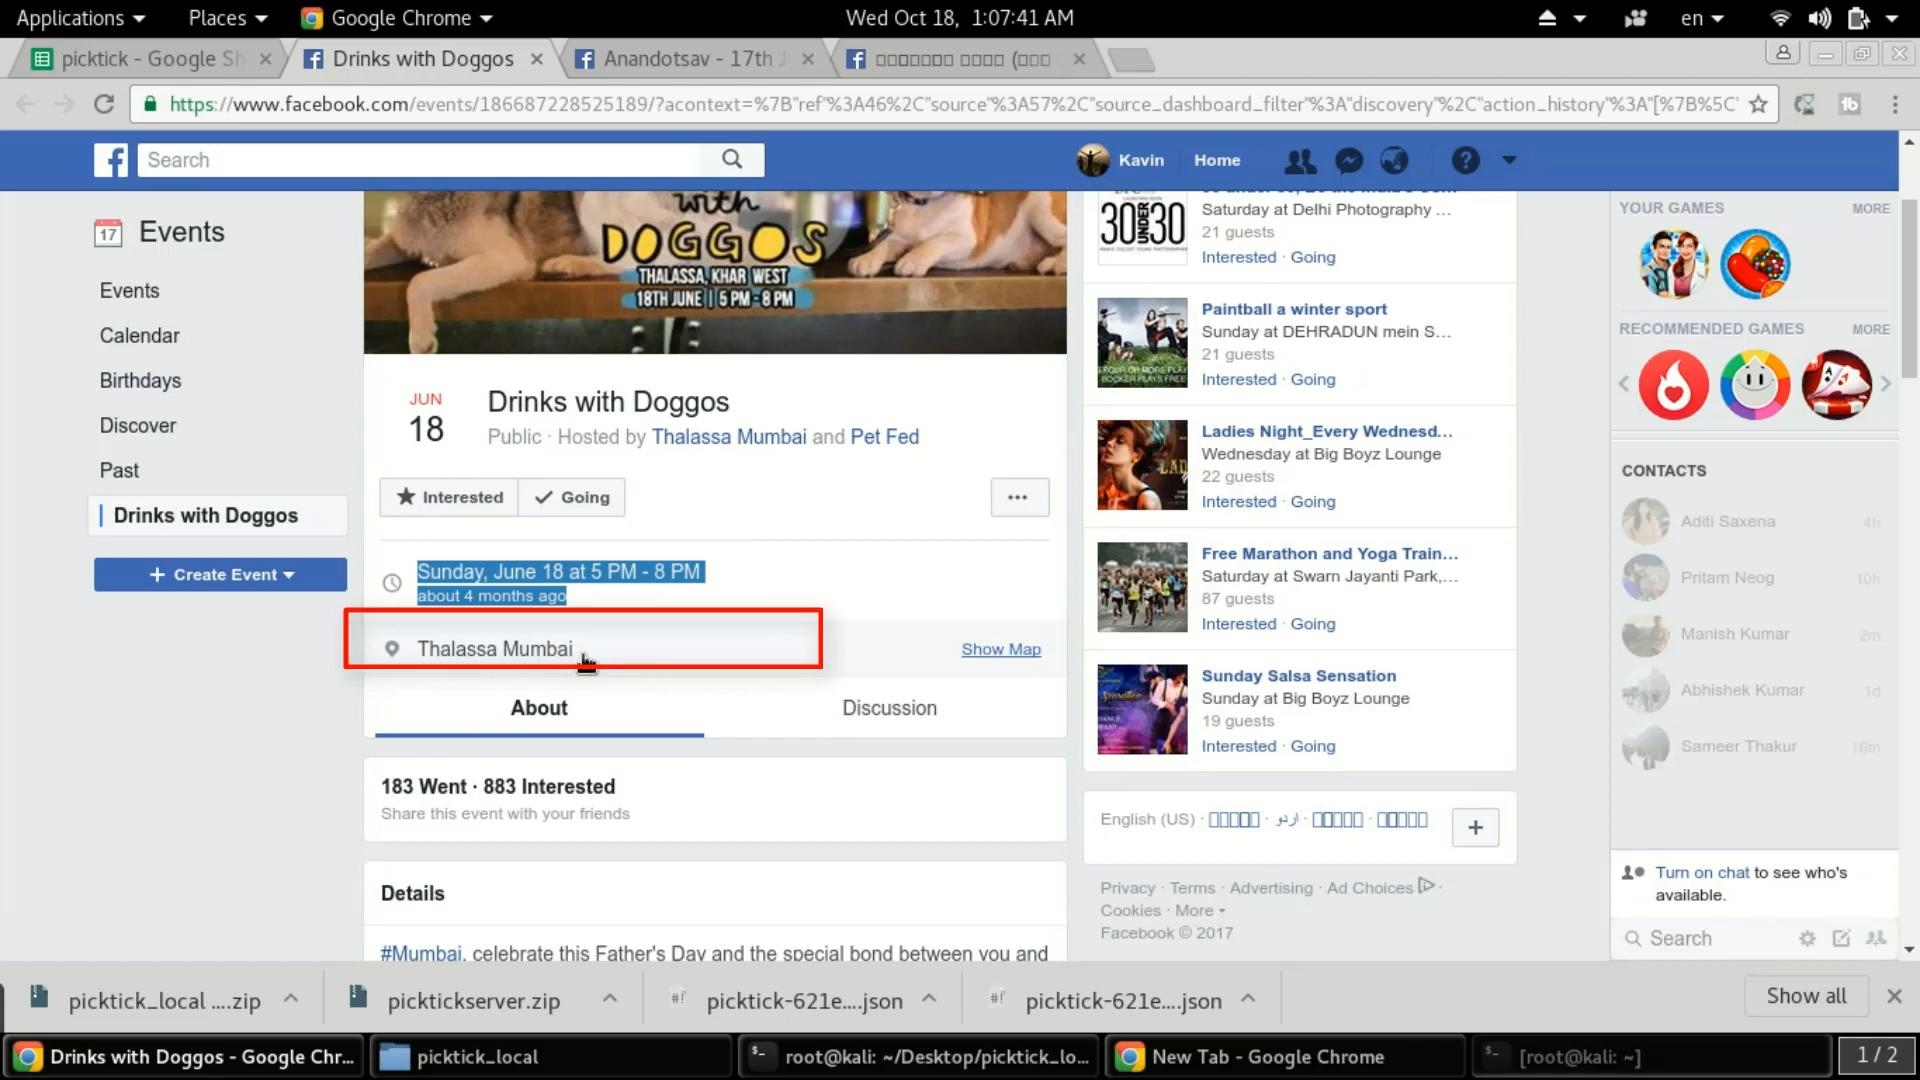 Applications
Places
Google Chrome
Wed Oct 18, 1:07:41 AM
en
picktick - Google Sh
Drinks with Doggos
Anandotsav - 17th J
https://www.facebook.com/events/186687228525189/?acontext=%7B"ref"%3A46%2C"source"%3A57%2C"source_dashboard_filter"%3A"discovery"%2C"action_history"%3A"[%7B%5C'
Search
Kavin
Home
17 Events
Events
Calendar
Birthdays
Discover
Past
Drinks with Doggos
+ Create Event
with
DOGGOS
THALASSA, KHAR WEST
18TH JUNE | 5 PM - 8 PM
JUN
18
Drinks with Doggos
Public · Hosted by Thalassa Mumbai and Pet Fed
Interested
Going
...
Sunday, June 18 at 5 PM - 8 PM
about 4 months ago
Thalassa Mumbai
Show Map
About
Discussion
183 Went · 883 Interested
Share this event with your friends
Details
#Mumbai, celebrate this Father's Day and the special bond between you and
30 UNDER 30
Saturday at Delhi Photography ...
21 guests
Interested · Going
Paintball a winter sport
Sunday at DEHRADUN mein S...
21 guests
Interested · Going
Ladies Night_Every Wednesd...
Wednesday at Big Boyz Lounge
22 guests
Interested · Going
Free Marathon and Yoga Train...
Saturday at Swarn Jayanti Park,...
87 guests
Interested · Going
Sunday Salsa Sensation
Sunday at Big Boyz Lounge
19 guests
Interested · Going
English (US) · اردو
+
Privacy · Terms · Advertising · Ad Choices ·
Cookies · More
Facebook © 2017
YOUR GAMES
MORE
RECOMMENDED GAMES
MORE
CONTACTS
Aditi Saxena 4h
Pritam Neog 10h
Manish Kumar 2m
Abhishek Kumar 1d
Sameer Thakur 16m
Turn on chat to see who's
available.
Search
picktick_local ....zip
picktickserver.zip
picktick-621e....json
picktick-621e....json
Show all
Drinks with Doggos - Google Chr...
picktick_local
root@kali: ~/Desktop/picktick_lo...
New Tab - Google Chrome
[root@kali: ~]
1 / 2